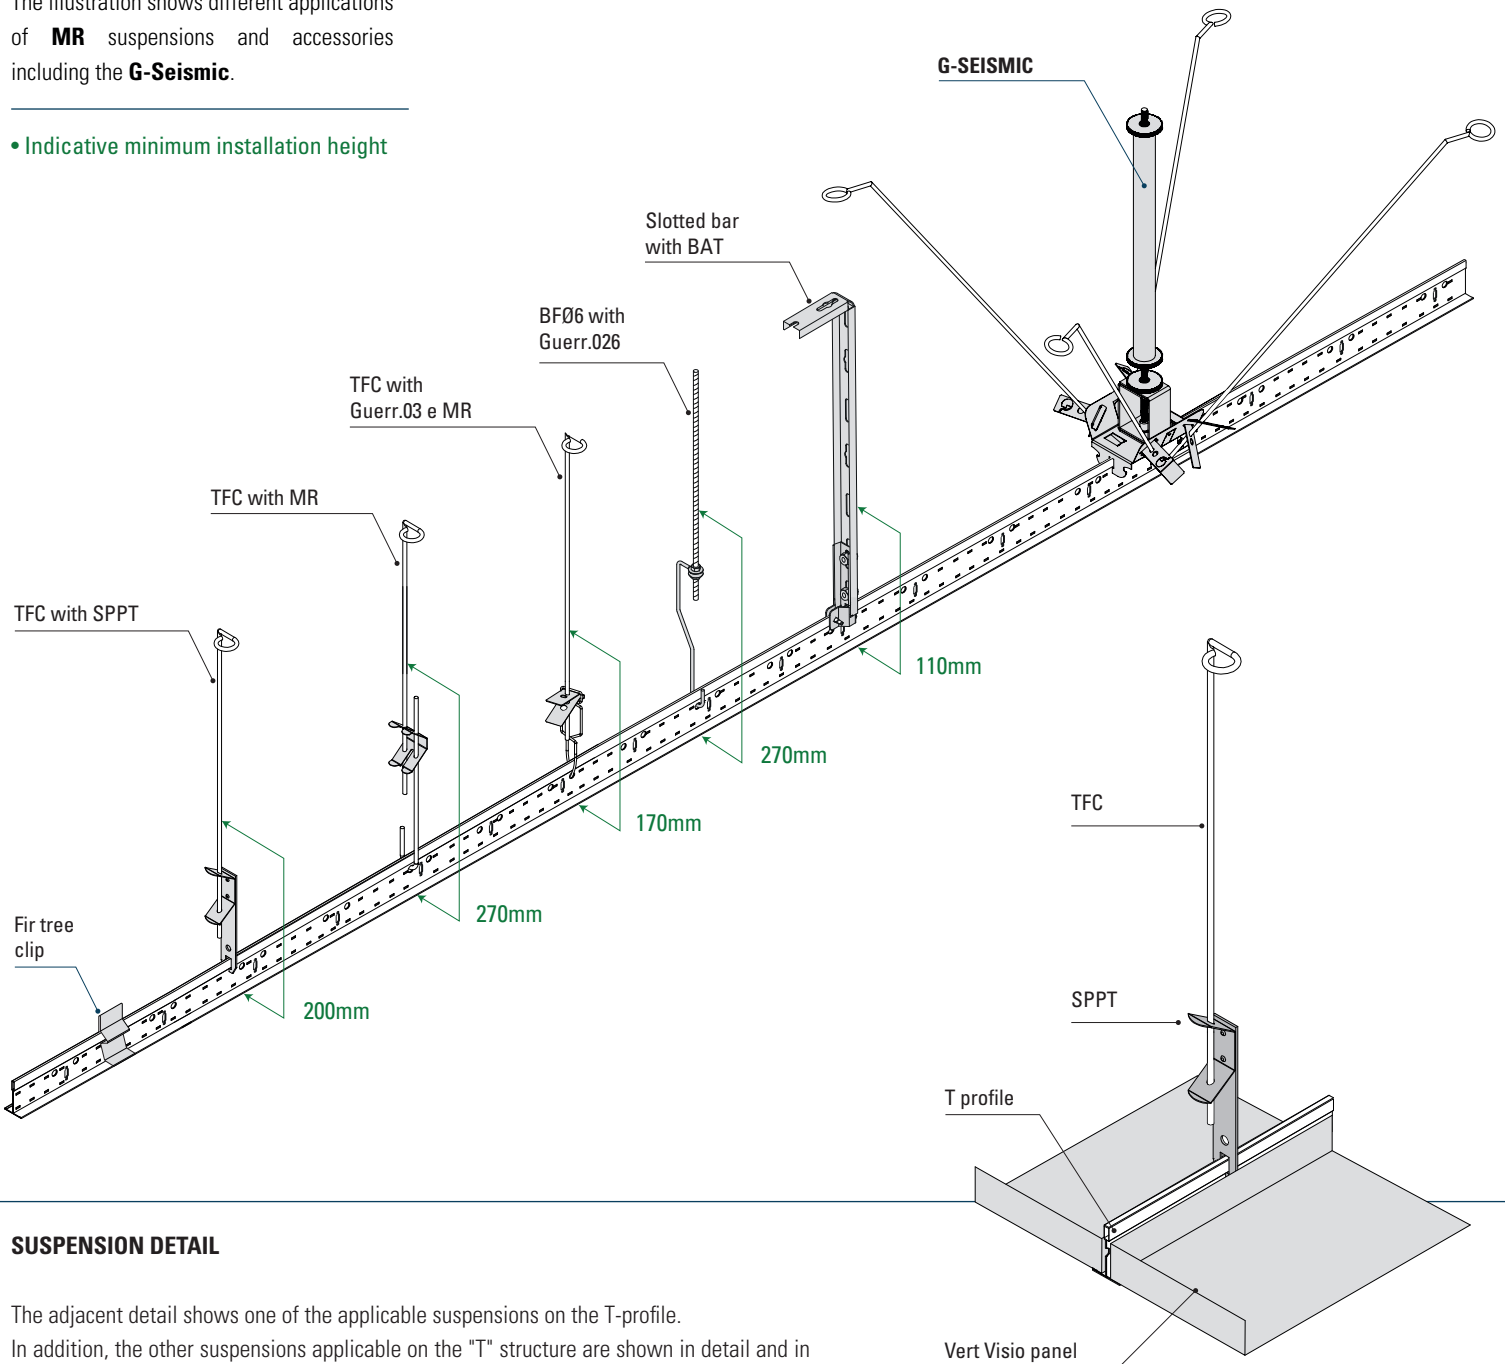 The illustration shows different applications
of MR suspensions and accessories
including the G-Seismic.
• Indicative minimum installation height
G-SEISMIC
Slotted bar
with BAT
BFØ6 with
Guerr.026
TFC with
Guerr.03 e MR
TFC with MR
TFC with SPPT
Fir tree
clip
110mm
270mm
170mm
270mm
200mm
TFC
SPPT
T profile
Vert Visio panel
SUSPENSION DETAIL
The adjacent detail shows one of the applicable suspensions on the T-profile.
In addition, the other suspensions applicable on the "T" structure are shown in detail and in